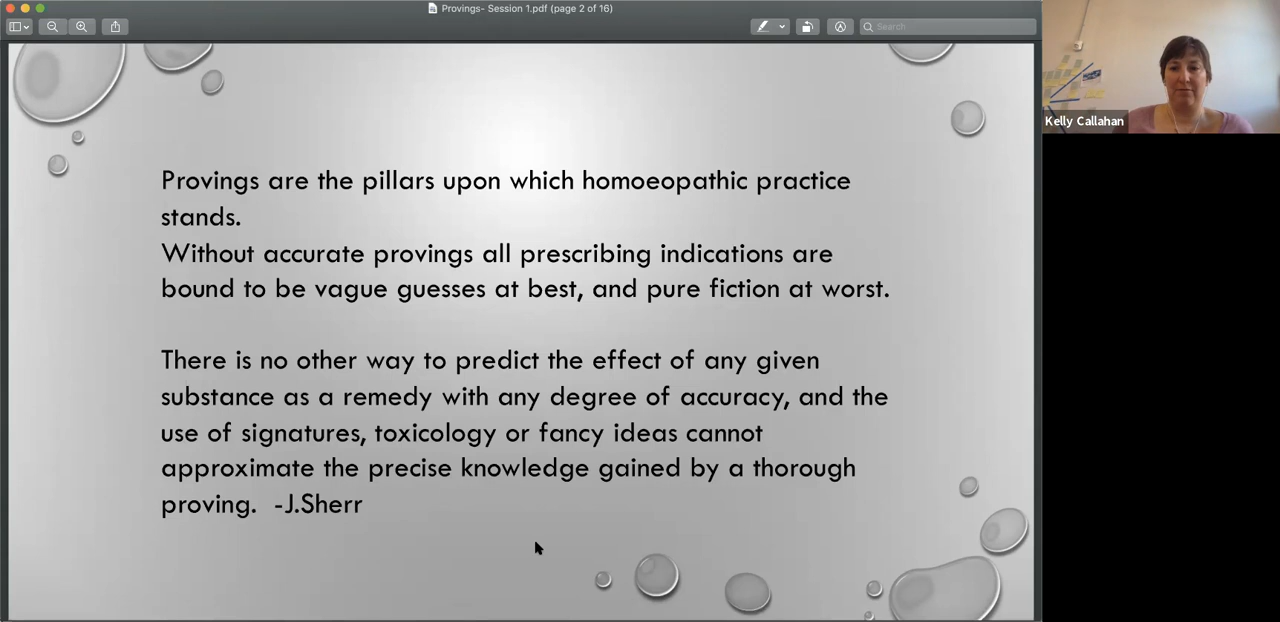 Provings- Session 1.pdf (page 2 of 16)
Search
Provings are the pillars upon which homoeopathic practice
stands.
Without accurate provings all prescribing indications are
bound to be vague guesses at best, and pure fiction at worst.
There is no other way to predict the effect of any given
substance as a remedy with any degree of accuracy, and the
use of signatures, toxicology or fancy ideas cannot
approximate the precise knowledge gained by a thorough
proving.  -J.Sherr
Kelly Callahan